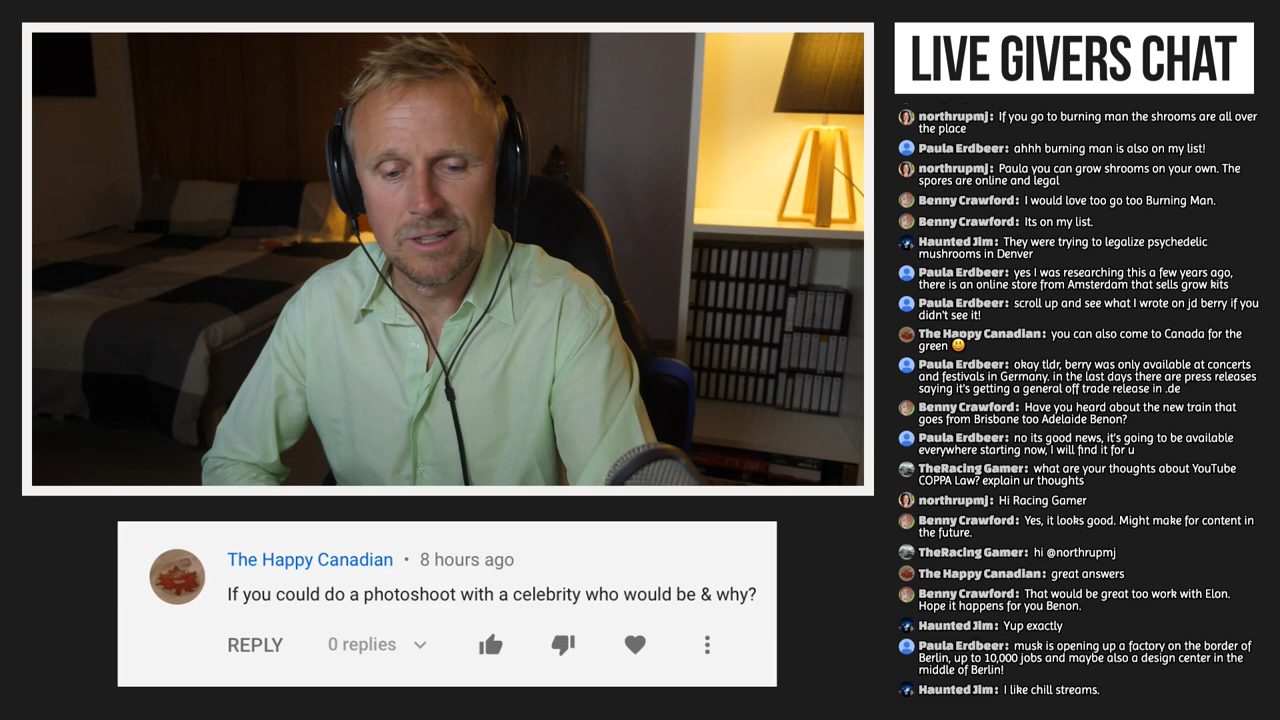 LIVE GIVERS CHAT
northrupmj: If you go to burning man the shrooms are all over
the place
Paula Erdbeer: ahhh burning man is also on my list!
northrupmj: Paula you can grow shrooms on your own. The
spores are online and legal
Benny Crawford: I would love too go too Burning Man.
Benny Crawford: Its on my list.
Haunted Jim: They were trying to legalize psychedelic
mushrooms in Denver
Paula Erdbeer: yes I was researching this a few years ago,
there is an online store from Amsterdam that sells grow kits
Paula Erdbeer: scroll up and see what I wrote on jd berry if you
didn't see it!
The Happy Canadian: you can also come to Canada for the
green 😃
Paula Erdbeer: okay tldr, berry was only available at concerts
and festivals in Germany. in the last days there are press releases
saying it's getting a general off trade release in .de
Benny Crawford: Have you heard about the new train that
goes from Brisbane too Adelaide Benon?
Paula Erdbeer: no its good news, it's going to be available
everywhere starting now, I will find it for u
TheRacing Gamer: what are your thoughts about YouTube
COPPA Law? explain ur thoughts
northrupmj: Hi Racing Gamer
Benny Crawford: Yes, it looks good. Might make for content in
the future.
TheRacing Gamer: hi @northrupmj
The Happy Canadian: great answers
Benny Crawford: That would be great too work with Elon.
Hope it happens for you Benon.
Haunted Jim: Yup exactly
Paula Erdbeer: musk is opening up a factory on the border of
Berlin, up to 10,000 jobs and maybe also a design center in the
middle of Berlin!
Haunted Jim: I like chill streams.
The Happy Canadian • 8 hours ago
If you could do a photoshoot with a celebrity who would be & why?
REPLY 0 replies